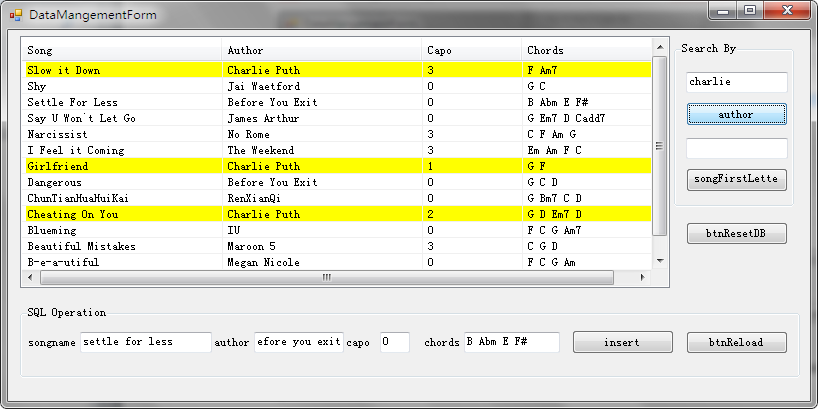 DataMangementForm
Song Author Capo Chords
Slow it Down Charlie Puth 3 F Am7
Shy Jai Waetford 0 G C
Settle For Less Before You Exit 0 B Abm E F#
Say U Won't Let Go James Arthur 0 G Em7 D Cadd7
Narcissist No Rome 3 C F Am G
I Feel it Coming The Weekend 3 Em Am F C
Girlfriend Charlie Puth 1 G F
Dangerous Before You Exit 0 G C D
ChunTianHuaHuiKai RenXianQi 0 G Bm7 C D
Cheating On You Charlie Puth 2 G D Em7 D
Blueming IU 0 F C G Am7
Beautiful Mistakes Maroon 5 3 C G D
B-e-a-utiful Megan Nicole 0 F C G Am
Search By
charlie
author
songFirstLette
btnResetDB
SQL Operation
songname settle for less author efore you exit capo 0 chords B Abm E F# insert btnReload